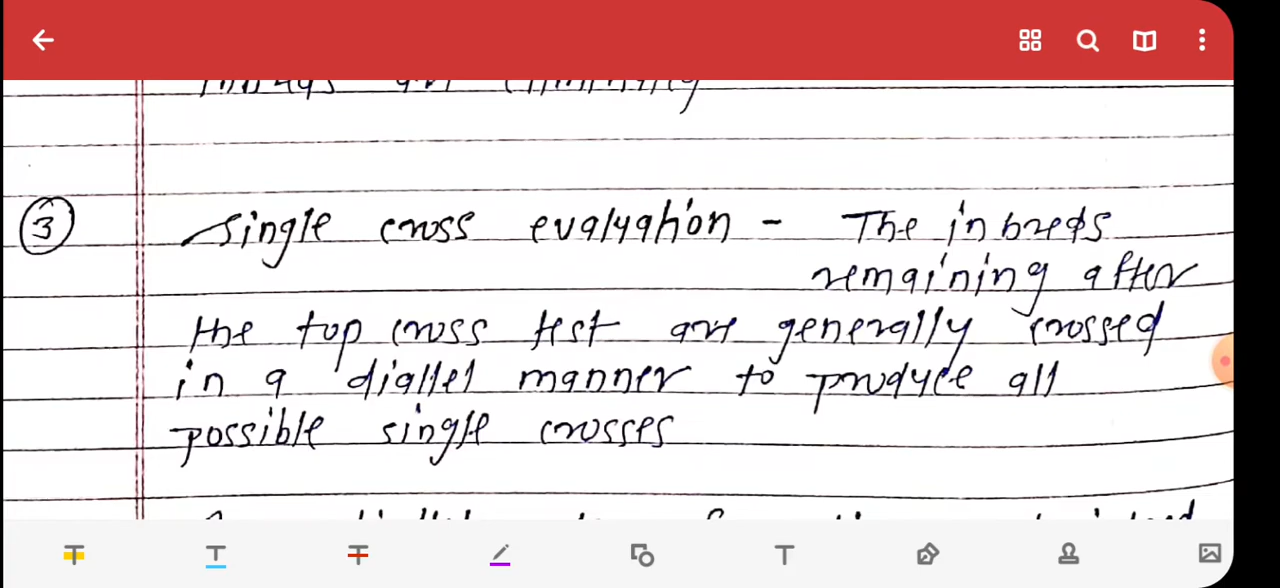 ③ Single cross evaluation - The inbreds
remaining after
the top cross test are generally crossed
in a diallel manner to produce all
possible single crosses